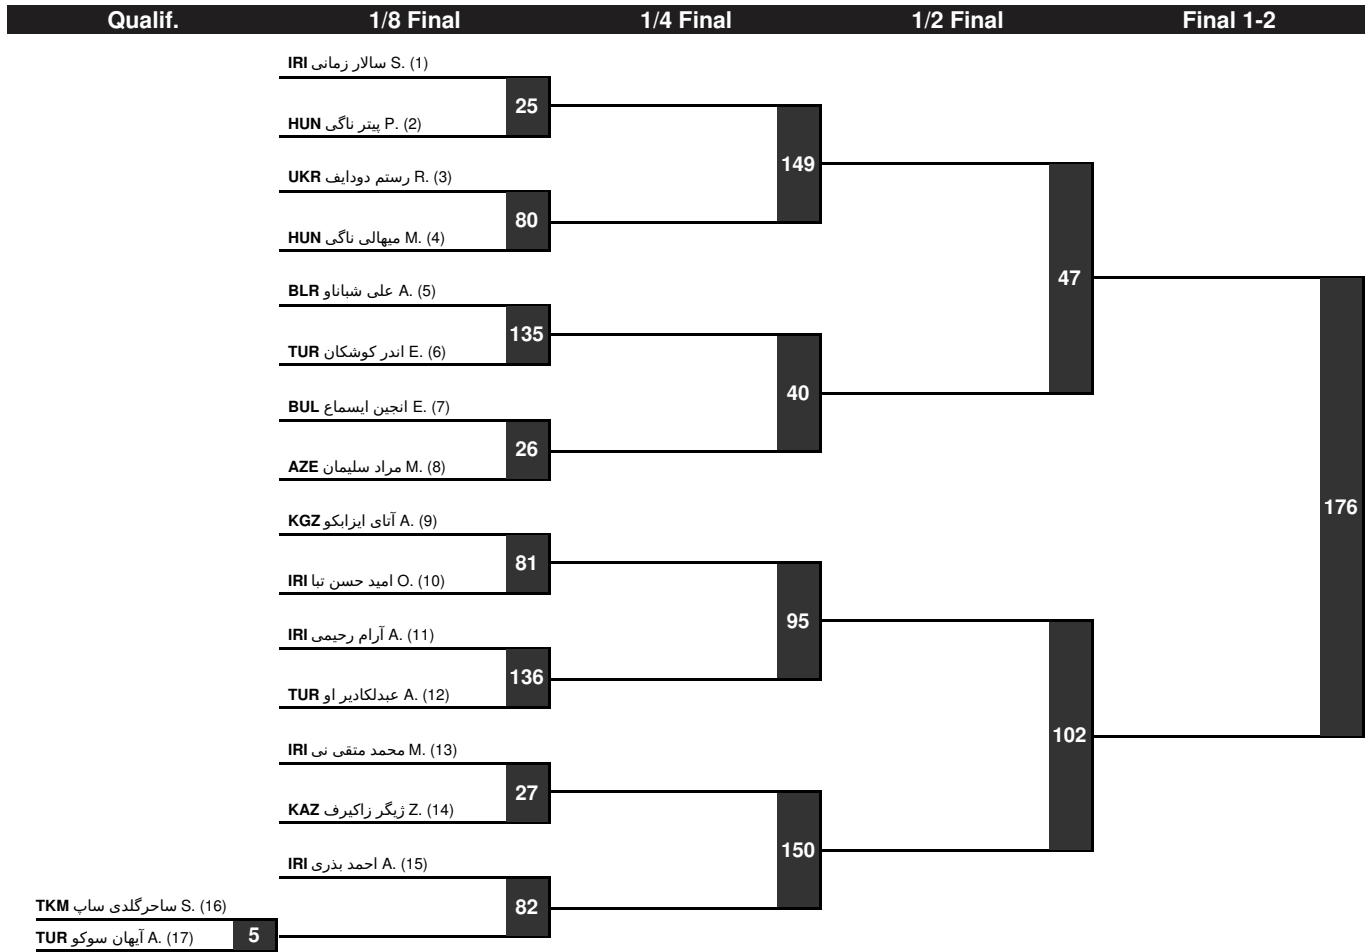 Qualif. 1/8 Final 1/4 Final 1/2 Final Final 1-2
IRI سالار زمانی S. (1)
25
HUN پیتر ناگی P. (2)
149
UKR رستم دودایف R. (3)
80
HUN میهالی ناگی M. (4)
47
BLR علی شباناو A. (5)
135
TUR اندر کوشکان E. (6)
40
BUL انجین ایسماع E. (7)
26
AZE مراد سلیمان M. (8)
176
KGZ آتای ایزابکو A. (9)
81
IRI امید حسن تبا O. (10)
95
IRI آرام رحیمی A. (11)
136
TUR عبدلکادیر او A. (12)
102
IRI محمد متقی نی M. (13)
27
KAZ ژیگر زاکیرف Z. (14)
150
IRI احمد بذری A. (15)
82
TKM ساحرگلدی ساپ S. (16)
5
TUR آیهان سوکو A. (17)